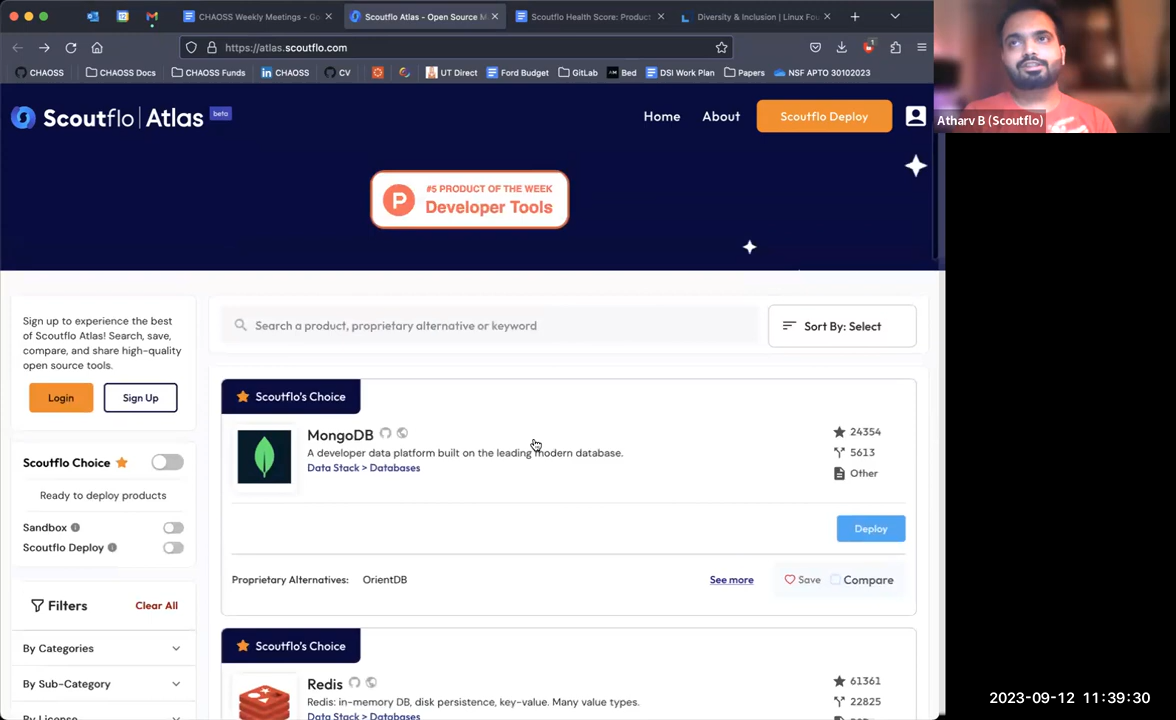 CHAOSS Weekly Meetings - Go
Scoutflo Atlas - Open Source M
Scoutflo Health Score: Product
Diversity & Inclusion | Linux Fou
https://atlas.scoutflo.com
CHAOSS
CHAOSS Docs
CHAOSS Funds
CHAOSS
CV
UT Direct
Ford Budget
GitLab
Bed
DSI Work Plan
Papers
NSF APTO 30102023
Scoutflo | Atlas beta
Home
About
Scoutflo Deploy
Atharv B (Scoutflo)
#5 PRODUCT OF THE WEEK
Developer Tools
Sign up to experience the best
of Scoutflo Atlas! Search, save,
compare, and share high-quality
open source tools.
Login
Sign Up
Search a product, proprietary alternative or keyword
Sort By: Select
Scoutflo Choice
Ready to deploy products
Sandbox
Scoutflo Deploy
Filters
Clear All
By Categories
By Sub-Category
By License
Scoutflo's Choice
MongoDB
A developer data platform built on the leading modern database.
Data Stack > Databases
24354
5613
Other
Deploy
Proprietary Alternatives: OrientDB
See more
Save
Compare
Scoutflo's Choice
Redis
Redis: in-memory DB, disk persistence, key-value. Many value types.
Data Stack > Databases
61361
22825
2023-09-12 11:39:30